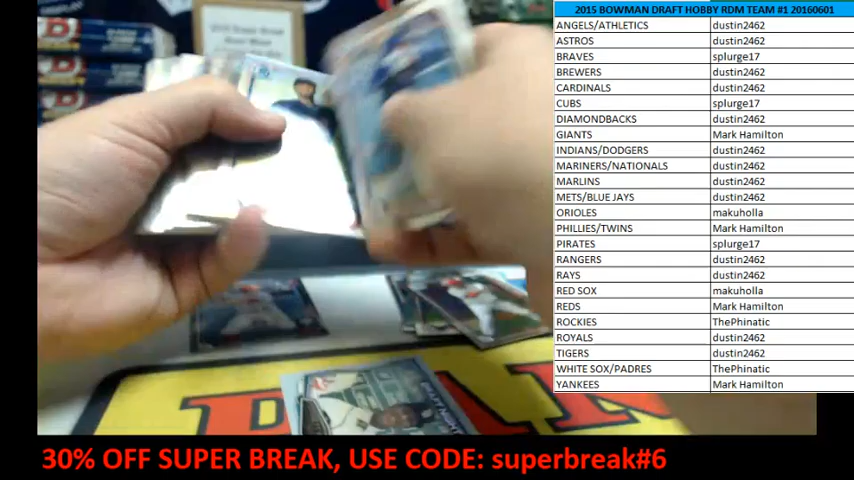 2015 BOWMAN DRAFT HOBBY RDM TEAM #1 20160601
ANGELS/ATHLETICS dustin2462
ASTROS dustin2462
BRAVES splurge17
BREWERS dustin2462
CARDINALS dustin2462
CUBS splurge17
DIAMONDBACKS dustin2462
GIANTS Mark Hamilton
INDIANS/DODGERS dustin2462
MARINERS/NATIONALS dustin2462
MARLINS dustin2462
METS/BLUE JAYS dustin2462
ORIOLES makuholla
PHILLIES/TWINS Mark Hamilton
PIRATES splurge17
RANGERS dustin2462
RAYS dustin2462
RED SOX makuholla
REDS Mark Hamilton
ROCKIES ThePhinatic
ROYALS dustin2462
TIGERS dustin2462
WHITE SOX/PADRES ThePhinatic
YANKEES Mark Hamilton
30% OFF SUPER BREAK, USE CODE: superbreak#6